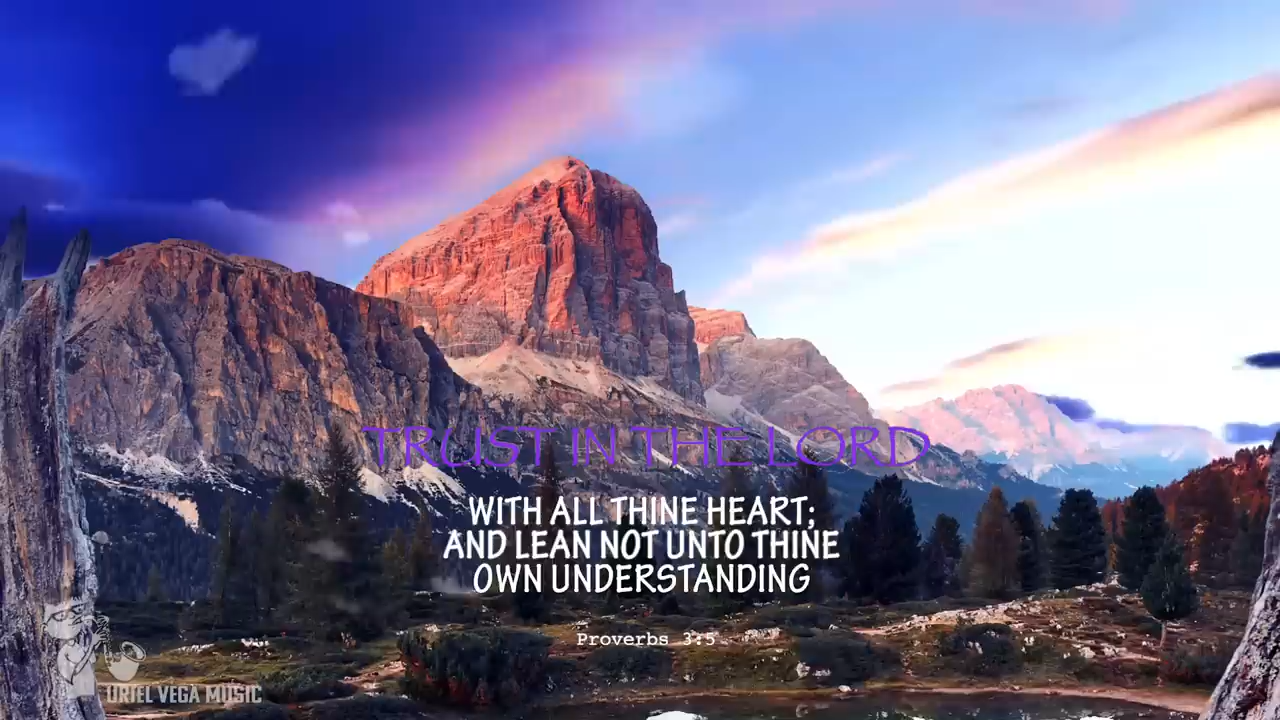 TRUST IN THE LORD
WITH ALL THINE HEART;
AND LEAN NOT UNTO THINE
OWN UNDERSTANDING
Proverbs 3:5
URIEL VEGA MUSIC